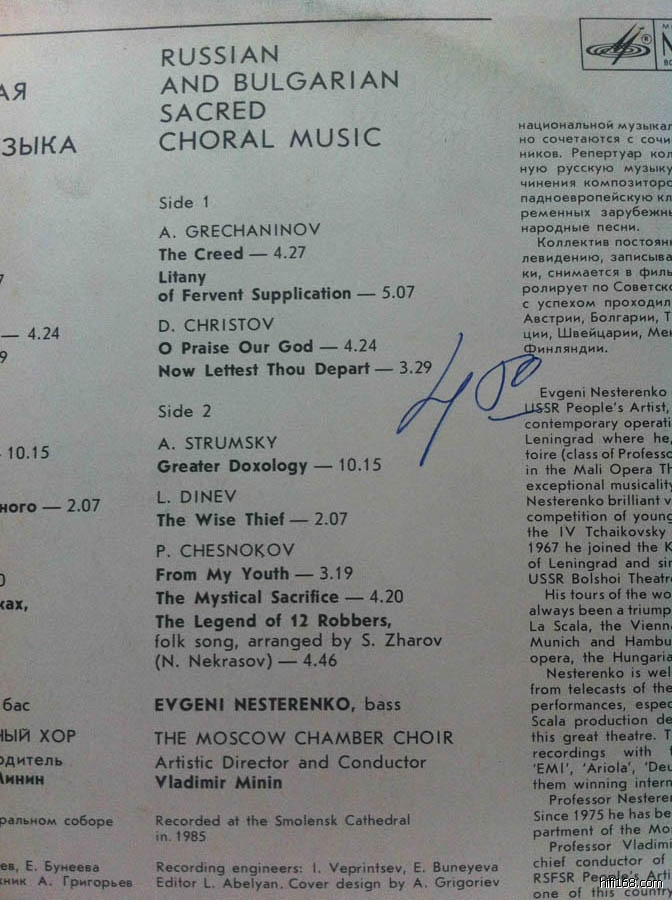 АЯ
ЗЫКА
— 4.24
10.15
ного — 2.07
ках,
бас
НЫЙ ХОР
одитель
Минин
ральном соборе
ев, Е. Бунеева
жник А. Григорьев
RUSSIAN
AND BULGARIAN
SACRED
CHORAL MUSIC
Side 1
A. GRECHANINOV
The Creed — 4.27
Litany
of Fervent Supplication — 5.07
D. CHRISTOV
O Praise Our God — 4.24
Now Lettest Thou Depart — 3.29
Side 2
A. STRUMSKY
Greater Doxology — 10.15
L. DINEV
The Wise Thief — 2.07
P. CHESNOKOV
From My Youth — 3.19
The Mystical Sacrifice — 4.20
The Legend of 12 Robbers,
folk song, arranged by S. Zharov
(N. Nekrasov) — 4.46
EVGENI NESTERENKO, bass
THE MOSCOW CHAMBER CHOIR
Artistic Director and Conductor
Vladimir Minin
Recorded at the Smolensk Cathedral
in. 1985
Recording engineers: I. Veprintsev, E. Buneyeva
Editor L. Abelyan. Cover design by A. Grigoriev
национальной музыкал
но сочетаются с сочи
ников. Репертуар кол
ную русскую музыку
чинения композиторо
падноевропейскую кл
ременных зарубежны
народные песни.
Коллектив постоянн
левидению, записыва
ки, снимается в филь
ролирует по Советско
с успехом проходил
Австрии, Болгарии, Т
ции, Швейцарии, Ме
Финляндии.
Evgeni Nesterenko
USSR People's Artist,
contemporary operati
Leningrad where he,
toire (class of Professo
in the Mali Opera Th
exceptional musicality
Nesterenko brilliant v
competition of young
the IV Tchaikovsky
1967 he joined the K
of Leningrad and sin
USSR Bolshoi Theatre
His tours of the wo
always been a triump
La Scala, the Vienna
Munich and Hambu
opera, the Hungaria
Nesterenko is wel
from telecasts of the
performances, espec
Scala production de
this great theatre. T
recordings with t
'EMI', 'Ariola', 'Deu
them winning intern
Professor Nesteren
Since 1975 he has be
partment of the Mo
Professor Vladimi
chief conductor of
RSFSR People's Arti
one of this country
hifi168.com